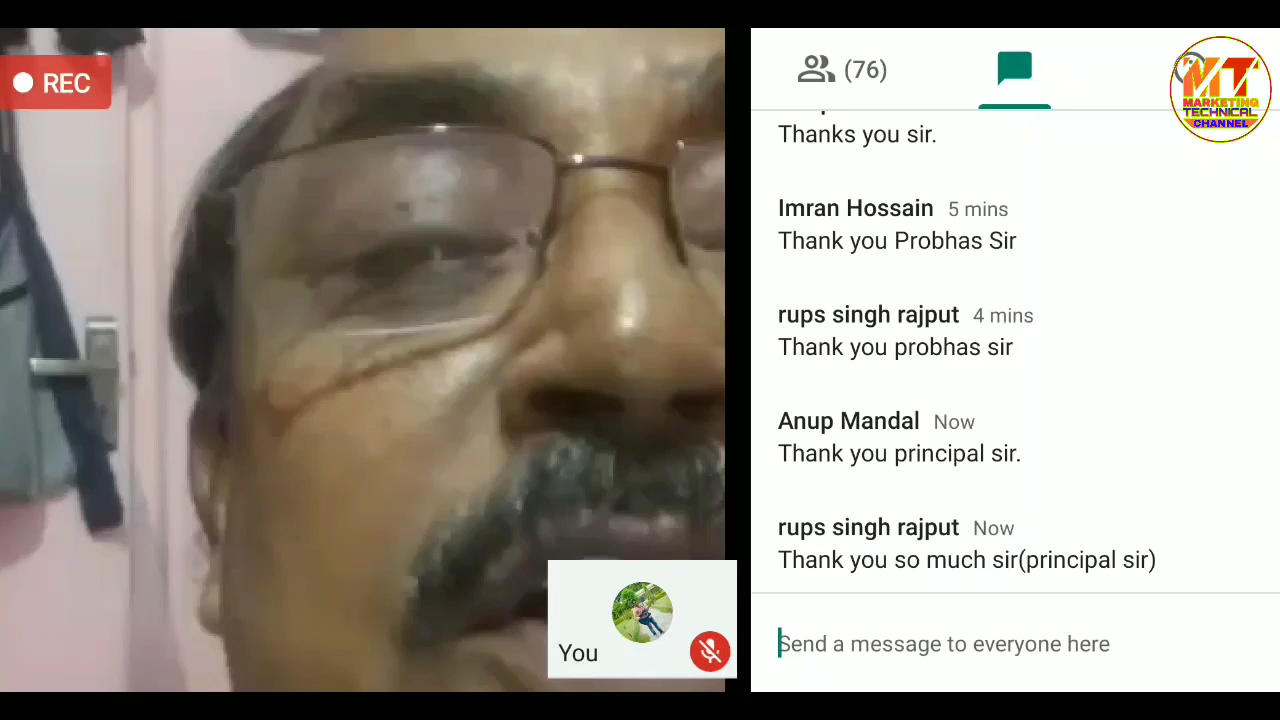 REC
(76)
MT
MARKETING
TECHNICAL
CHANNEL
Thanks you sir.
Imran Hossain 5 mins
Thank you Probhas Sir
rups singh rajput 4 mins
Thank you probhas sir
Anup Mandal Now
Thank you principal sir.
rups singh rajput Now
Thank you so much sir(principal sir)
You
Send a message to everyone here